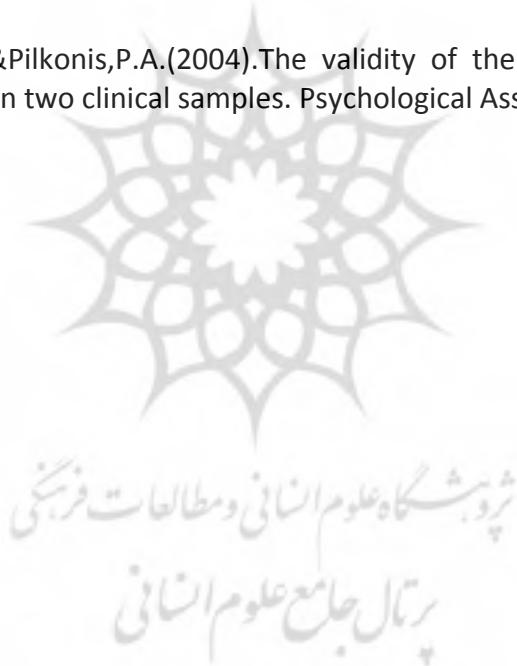 &Pilkonis,P.A.(2004).The validity of the
n two clinical samples. Psychological Ass
پژوهشگاه علوم انسانی و مطالعات فرهنگی
پرتال جامع علوم انسانی